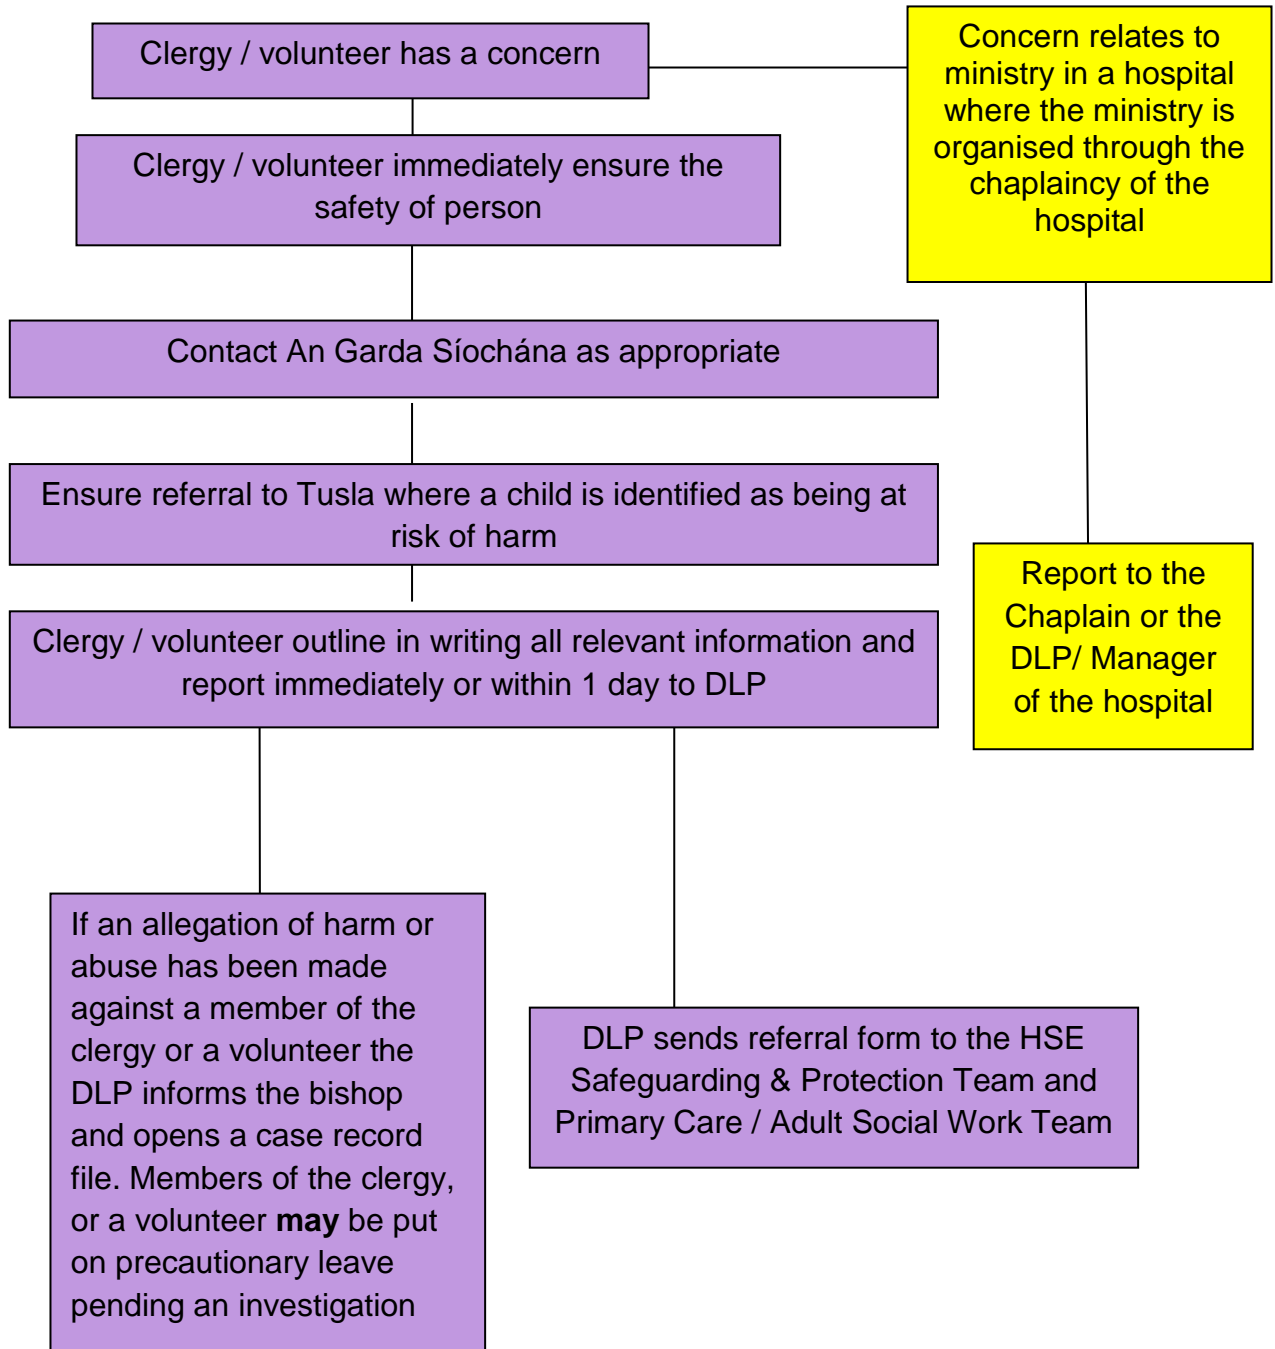 Clergy / volunteer has a concern
Concern relates to
ministry in a hospital
where the ministry is
organised through the
chaplaincy of the
hospital
Clergy / volunteer immediately ensure the
safety of person
Contact An Garda Síochána as appropriate
Ensure referral to Tusla where a child is identified as being at
risk of harm
Report to the
Chaplain or the
DLP/ Manager
of the hospital
Clergy / volunteer outline in writing all relevant information and
report immediately or within 1 day to DLP
If an allegation of harm or
abuse has been made
against a member of the
clergy or a volunteer the
DLP informs the bishop
and opens a case record
file. Members of the clergy,
or a volunteer may be put
on precautionary leave
pending an investigation
DLP sends referral form to the HSE
Safeguarding & Protection Team and
Primary Care / Adult Social Work Team